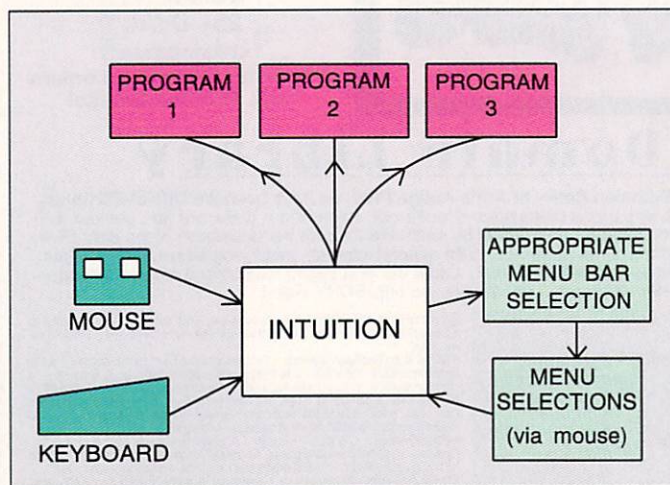 PROGRAM
1
PROGRAM
2
PROGRAM
3
MOUSE
KEYBOARD
INTUITION
APPROPRIATE
MENU BAR
SELECTION
MENU
SELECTIONS
(via mouse)